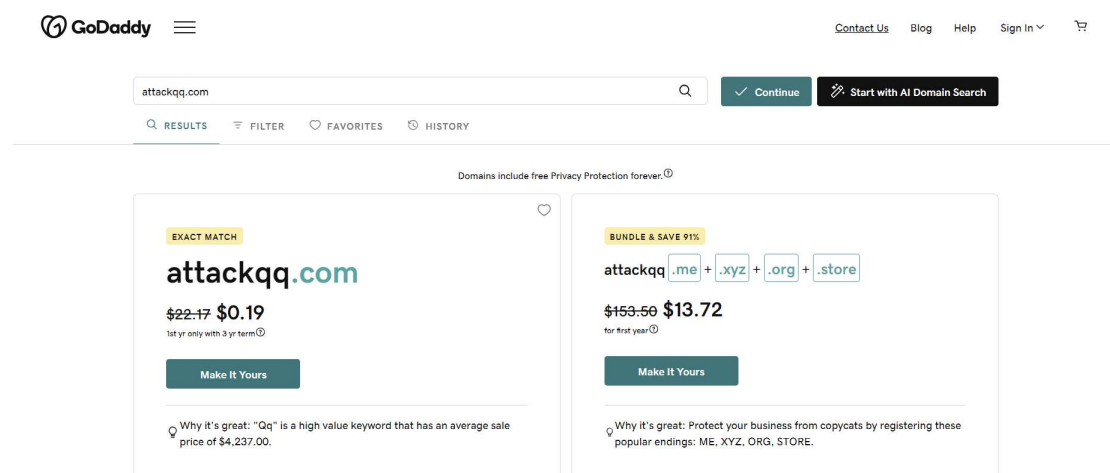 GoDaddy
Contact Us Blog Help Sign In
attackqq.com
Continue
Start with AI Domain Search
RESULTS FILTER FAVORITES HISTORY
Domains include free Privacy Protection forever.
EXACT MATCH
attackqq.com
$22.17 $0.19
1st yr only with 3 yr term
Make It Yours
Why it's great: "Qq" is a high value keyword that has an average sale
price of $4,237.00.
BUNDLE & SAVE 91%
attackqq .me + .xyz + .org + .store
$153.50 $13.72
for first year
Make It Yours
Why it's great: Protect your business from copycats by registering these
popular endings: ME, XYZ, ORG, STORE.